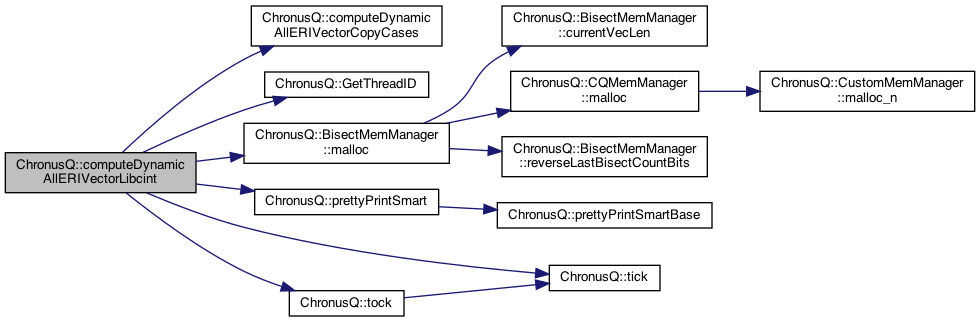 ChronusQ::computeDynamic
AllERIVectorLibcint
ChronusQ::computeDynamic
AllERIVectorCopyCases
ChronusQ::GetThreadID
ChronusQ::BisectMemManager
::malloc
ChronusQ::prettyPrintSmart
ChronusQ::tock
ChronusQ::BisectMemManager
::currentVecLen
ChronusQ::CQMemManager
::malloc
ChronusQ::BisectMemManager
::reverseLastBisectCountBits
ChronusQ::prettyPrintSmartBase
ChronusQ::tick
ChronusQ::CustomMemManager
::malloc_n